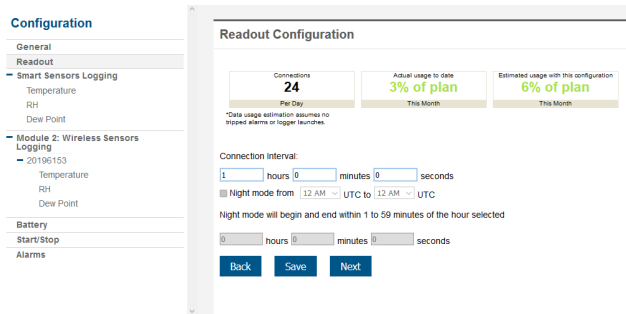 Configuration
General
Readout
Smart Sensors Logging
Temperature
RH
Dew Point
Module 2: Wireless Sensors
Logging
20196153
Temperature
RH
Dew Point
Battery
Start/Stop
Alarms
Readout Configuration
Connections
24
Per Day
Actual usage to date
3% of plan
This Month
Estimated usage with this configuration
6% of plan
This Month
*Data usage estimation assumes no
tripped alarms or logger launches.
Connection Interval:
1 hours 0 minutes 0 seconds
Night mode from 12 AM UTC to 12 AM UTC
Night mode will begin and end within 1 to 59 minutes of the hour selected
0 hours 0 minutes 0 seconds
Back Save Next